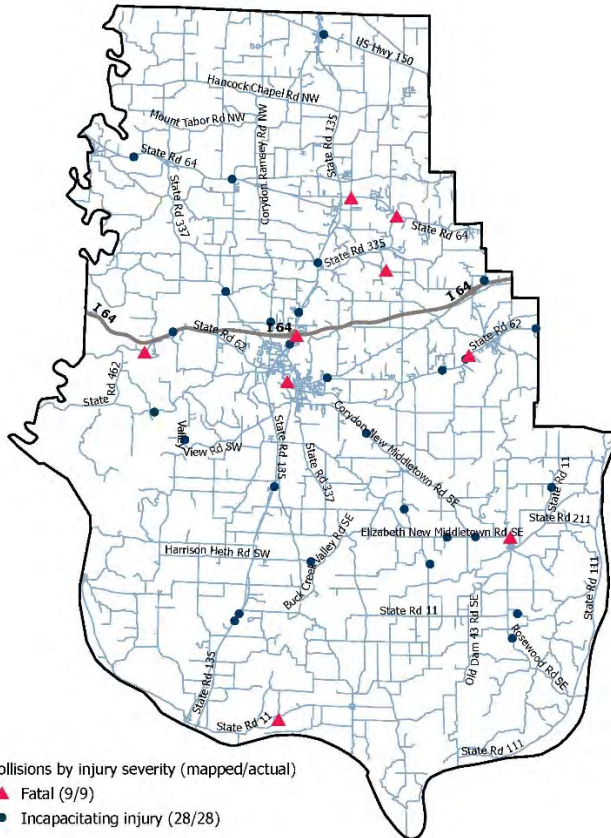 US Hwy 150
Hancock Chapel Rd NW
Mount Tabor Rd NW
Corydon Ramsey Rd NW
State Rd 135
State Rd 64
State Rd 337
State Rd 64
State Rd 335
I 64
I 64
I 64
State Rd 62
State Rd 62
State Rd 462
Valley
View Rd SW
Corydon New Middletown Rd SE
State Rd 135
State Rd 337
State Rd 11
State Rd 211
Elizabeth New Middletown Rd SE
Harrison Heth Rd SW
Buck Creek Valley Rd SE
State Rd 111
State Rd 11
Old Dam 43 Rd SE
Rosewood Rd SE
State Rd 135
State Rd 11
State Rd 111
ollisions by injury severity (mapped/actual)
Fatal (9/9)
Incapacitating injury (28/28)